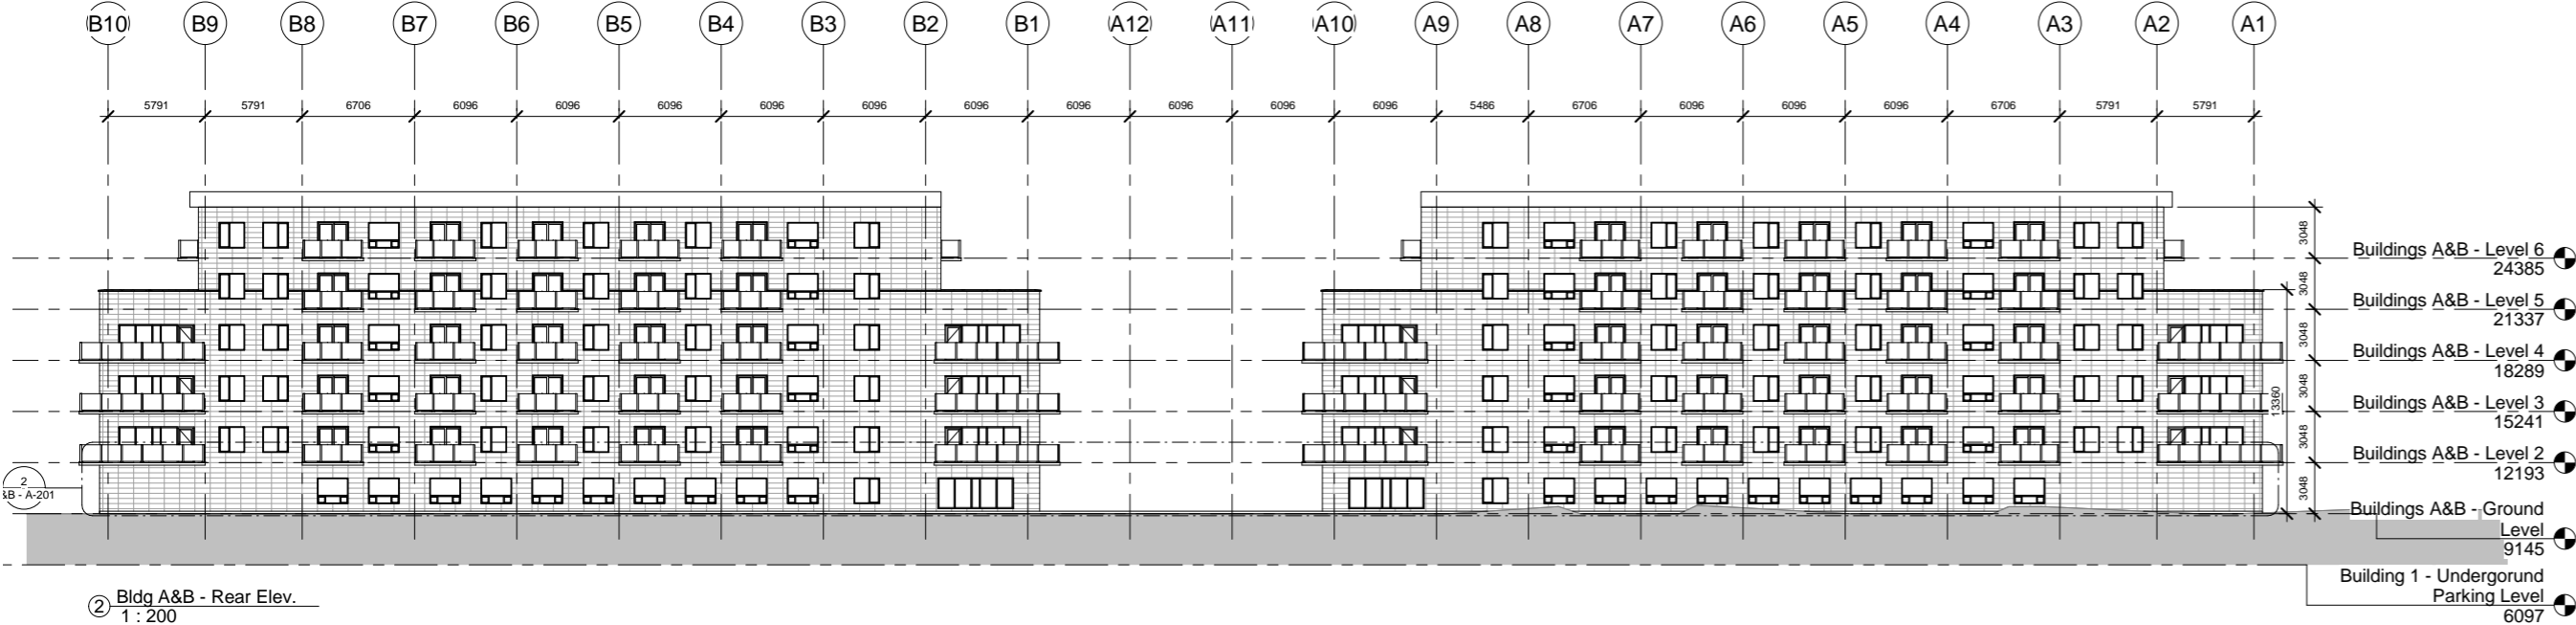 B10 B9 B8 B7 B6 B5 B4 B3 B2 B1 A12 A11 A10 A9 A8 A7 A6 A5 A4 A3 A2 A1
5791 5791 6706 6096 6096 6096 6096 6096 6096 6096 6096 6096 6096 5486 6706 6096 6096 6096 6706 5791 5791
3048
Buildings A&B - Level 6
24385
3048
Buildings A&B - Level 5
21337
3048
Buildings A&B - Level 4
18289
3048
13360
Buildings A&B - Level 3
15241
3048
Buildings A&B - Level 2
12193
2
&B - A-201
3048
Buildings A&B - Ground
Level
9145
Building 1 - Undergorund
Parking Level
6097
2 Bldg A&B - Rear Elev.
1 : 200